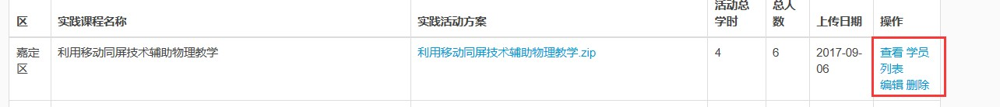 区 实践课程名称 实践活动方案 活动总学时 总人数 上传日期 操作
嘉定区 利用移动同屏技术辅助物理教学 利用移动同屏技术辅助物理教学.zip 4 6 2017-09-06 查看 学员列表
编辑 删除